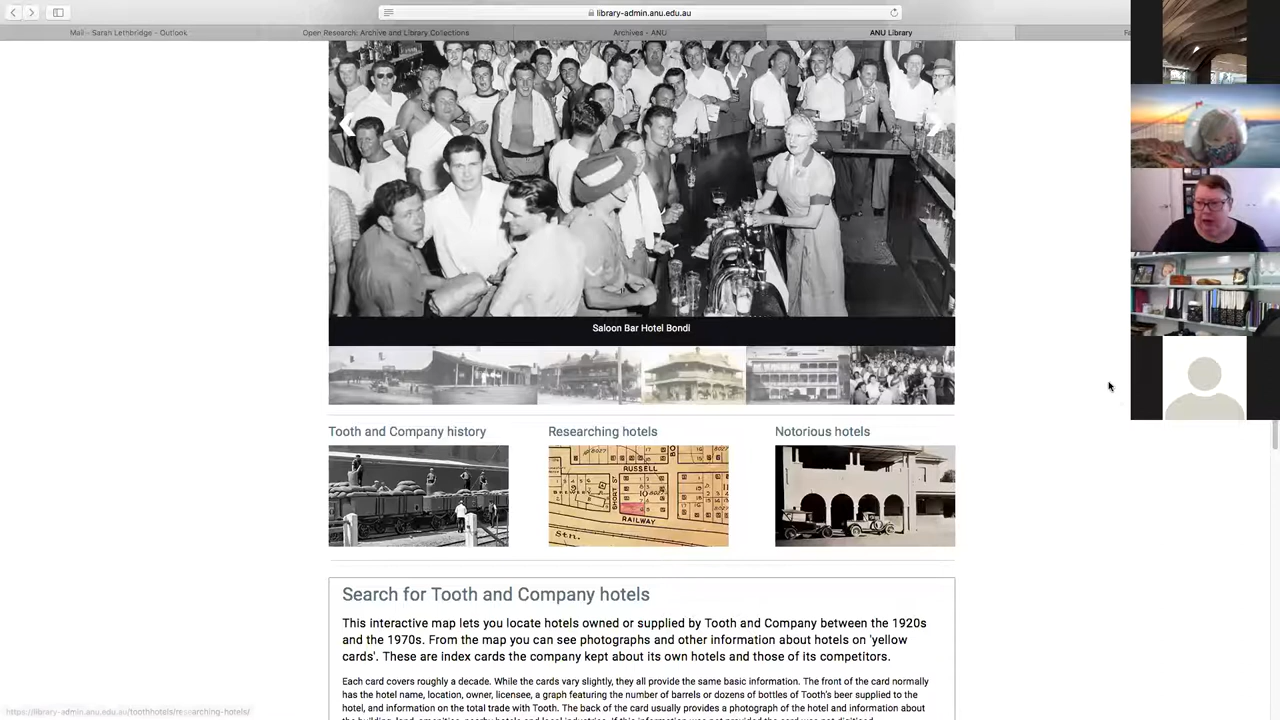 library-admin.anu.edu.au
Mail - Sarah Lethbridge - Outlook
Open Research: Archive and Library Collections
Archives - ANU
ANU Library
Saloon Bar Hotel Bondi
Tooth and Company history
Researching hotels
Notorious hotels
RUSSELL
SHORT ST
RAILWAY
Stn.
Search for Tooth and Company hotels
This interactive map lets you locate hotels owned or supplied by Tooth and Company between the 1920s
and the 1970s. From the map you can see photographs and other information about hotels on 'yellow
cards'. These are index cards the company kept about its own hotels and those of its competitors.
Each card covers roughly a decade. While the cards vary slightly, they all provide the same basic information. The front of the card normally
has the hotel name, location, owner, licensee, a graph featuring the number of barrels or dozens of bottles of Tooth's beer supplied to the
hotel, and information on the total trade with Tooth. The back of the card usually provides a photograph of the hotel and information about
https://library-admin.anu.edu.au/toothhotels/researching-hotels/